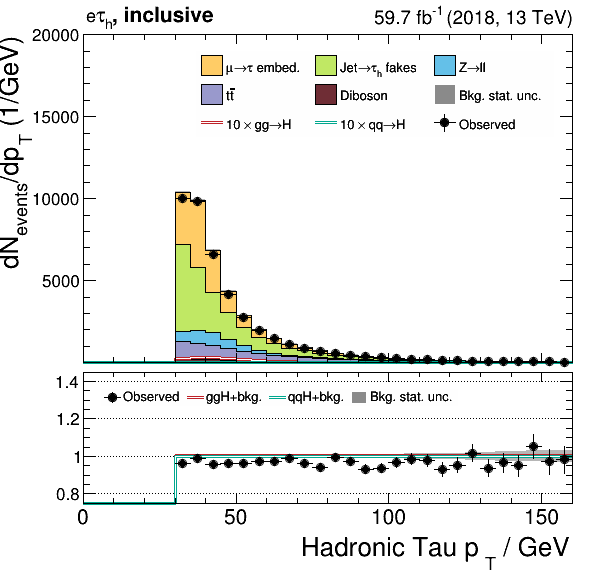 eτh, inclusive 59.7 fb⁻¹ (2018, 13 TeV)
dNevents/dpT (1/GeV)
20000
15000
10000
5000
μ→τ embed. Jet→τh fakes Z→ll
tt̄ Diboson Bkg. stat. unc.
10 × gg→H 10 × qq→H Observed
1.4
1.2
1
0.8
Observed ggH+bkg. qqH+bkg. Bkg. stat. unc.
0 50 100 150
Hadronic Tau pT / GeV